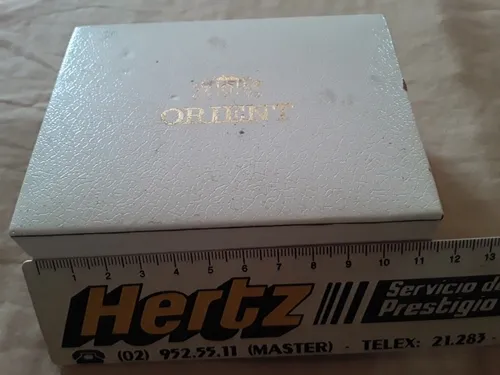 ORIENT
1 2 3 4 5 6 7 8 9 10 11 12 13
Hertz
Servicio de
Prestigio
(02) 952.55.11 (MASTER) · TELEX: 21.283 -